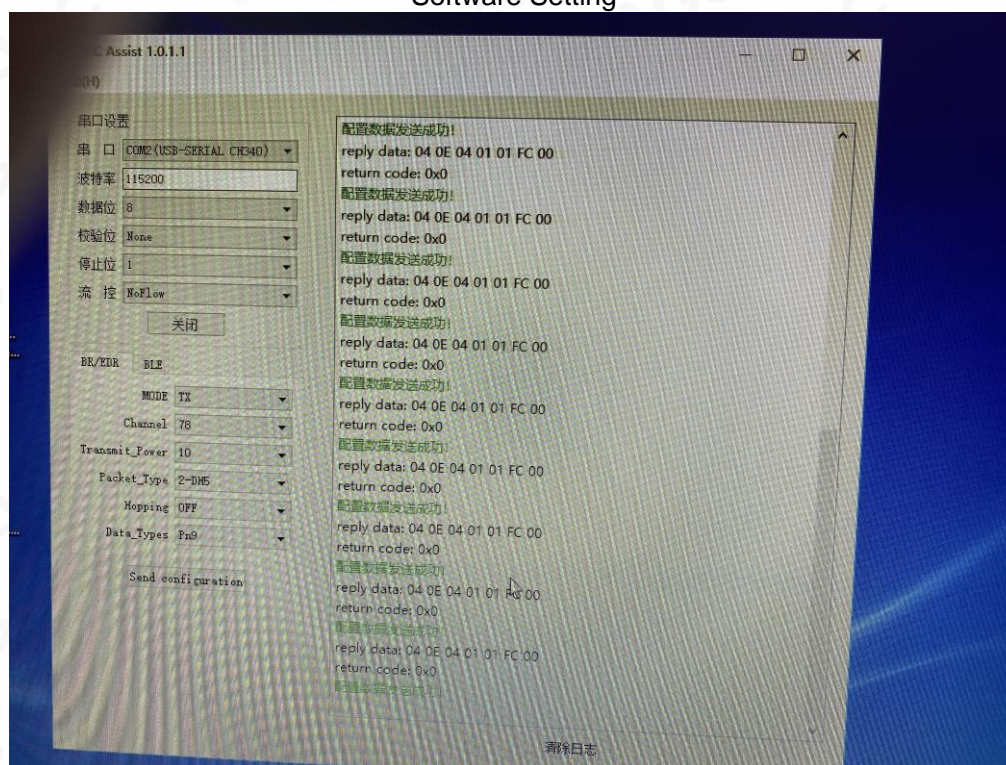 Software Setting
Assist 1.0.1.1
(H)
串口设置
串 口 COM2(USB-SERIAL CH340)
波特率 115200
数据位 8
校验位 None
停止位 1
流 控 NoFlow
关闭
BR/EDR BLE
MODE TX
Channel 78
Transmit_Power 10
Packet_Type 2-DH5
Hopping OFF
Data_Types Pn9
Send configuration
配置数据发送成功!
reply data: 04 0E 04 01 01 FC 00
return code: 0x0
配置数据发送成功!
reply data: 04 0E 04 01 01 FC 00
return code: 0x0
配置数据发送成功!
reply data: 04 0E 04 01 01 FC 00
return code: 0x0
配置数据发送成功!
reply data: 04 0E 04 01 01 FC 00
return code: 0x0
配置数据发送成功!
reply data: 04 0E 04 01 01 FC 00
return code: 0x0
配置数据发送成功!
reply data: 04 0E 04 01 01 FC 00
return code: 0x0
配置数据发送成功!
reply data: 04 0E 04 01 01 FC 00
return code: 0x0
配置数据发送成功!
reply data: 04 0E 04 01 01 FC 00
return code: 0x0
配置数据发送成功!
reply data: 04 0E 04 01 01 FC 00
return code: 0x0
配置数据发送成功!
清除日志